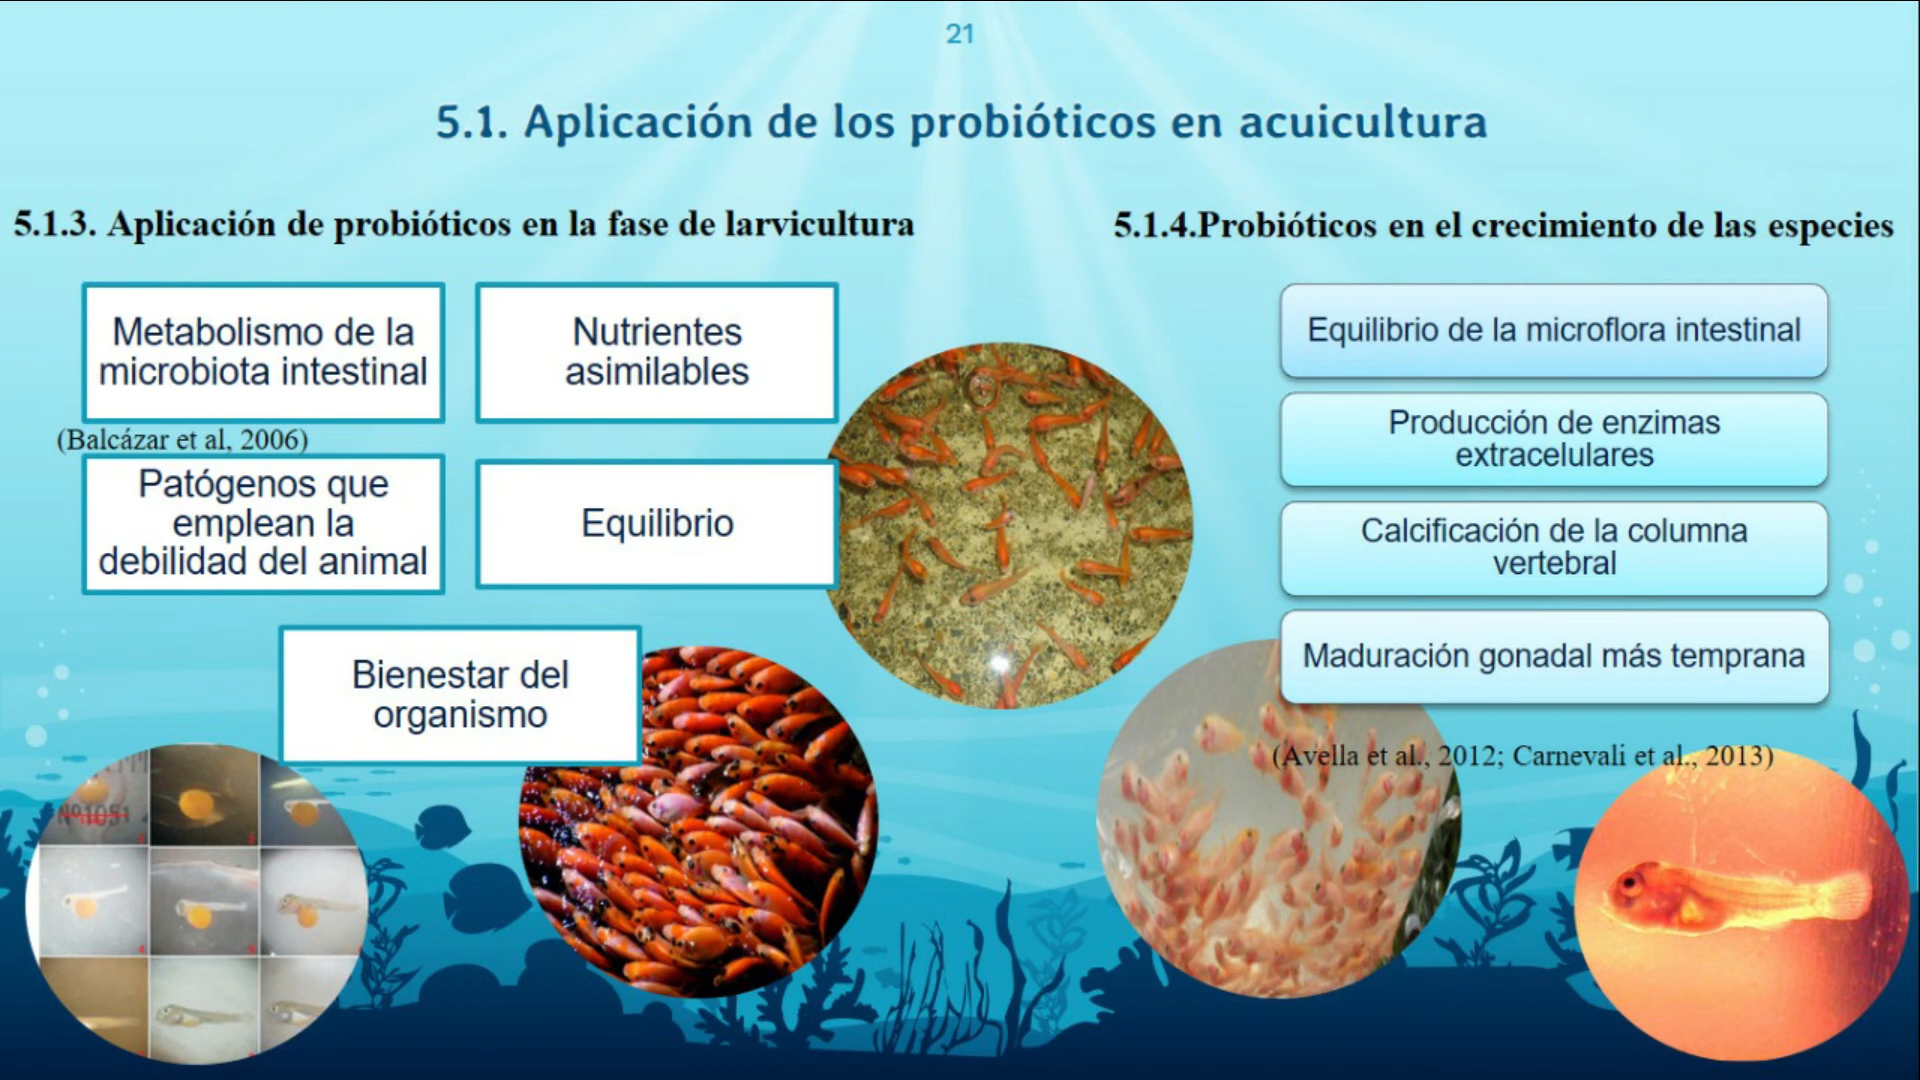 21
5.1. Aplicación de los probióticos en acuicultura
5.1.3. Aplicación de probióticos en la fase de larvicultura
Metabolismo de la
microbiota intestinal
Nutrientes
asimilables
(Balcázar et al, 2006)
Patógenos que
emplean la
debilidad del animal
Equilibrio
Bienestar del
organismo
5.1.4.Probióticos en el crecimiento de las especies
Equilibrio de la microflora intestinal
Producción de enzimas
extracelulares
Calcificación de la columna
vertebral
Maduración gonadal más temprana
(Avella et al., 2012; Carnevali et al., 2013)